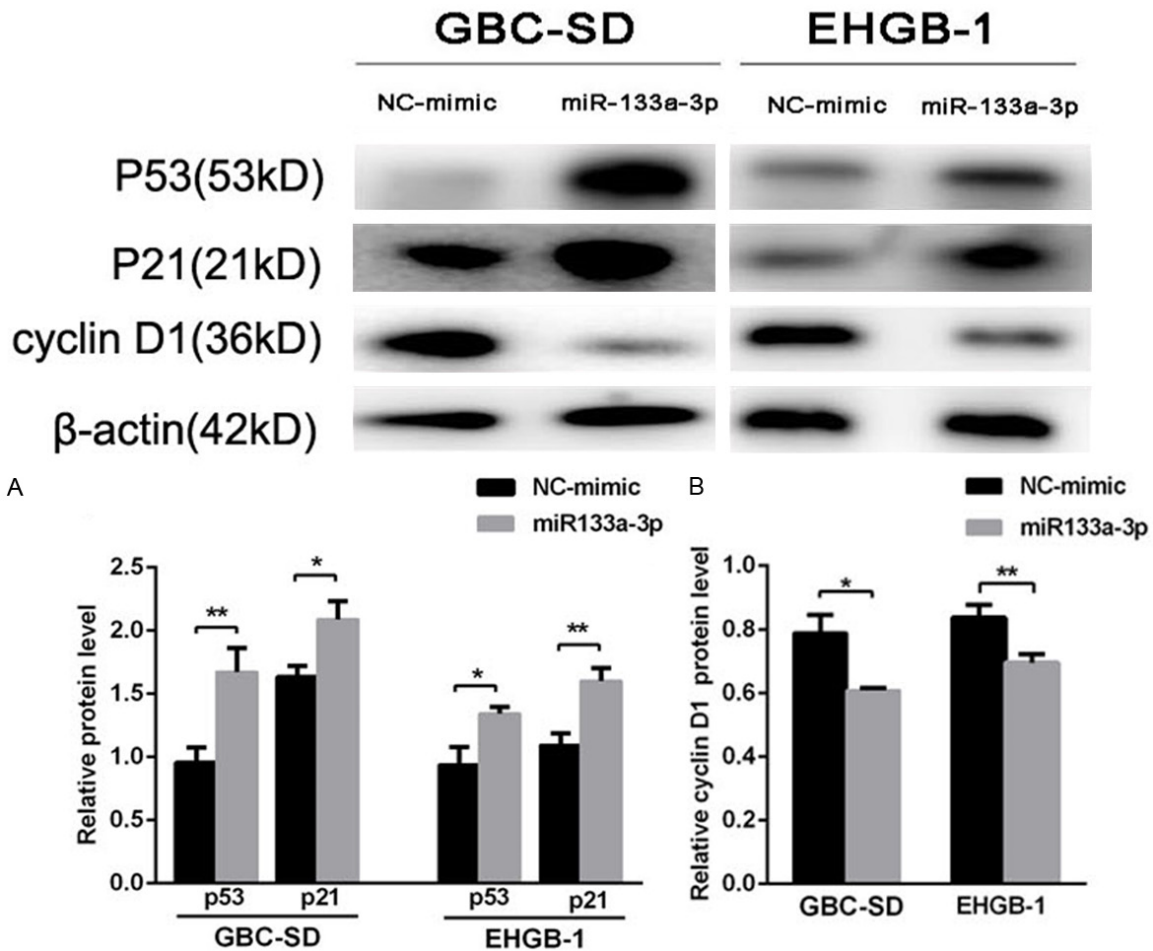 GBC-SD EHGB-1
NC-mimic miR-133a-3p NC-mimic miR-133a-3p
P53(53kD)
P21(21kD)
cyclin D1(36kD)
β-actin(42kD)
A
NC-mimic
miR133a-3p
Relative protein level
2.5
2.0
1.5
1.0
0.5
0.0
**
*
*
**
p53 p21 p53 p21
GBC-SD EHGB-1
B
NC-mimic
miR133a-3p
Relative cyclin D1 protein level
1.0
0.8
0.6
0.4
0.2
0.0
*
**
GBC-SD EHGB-1